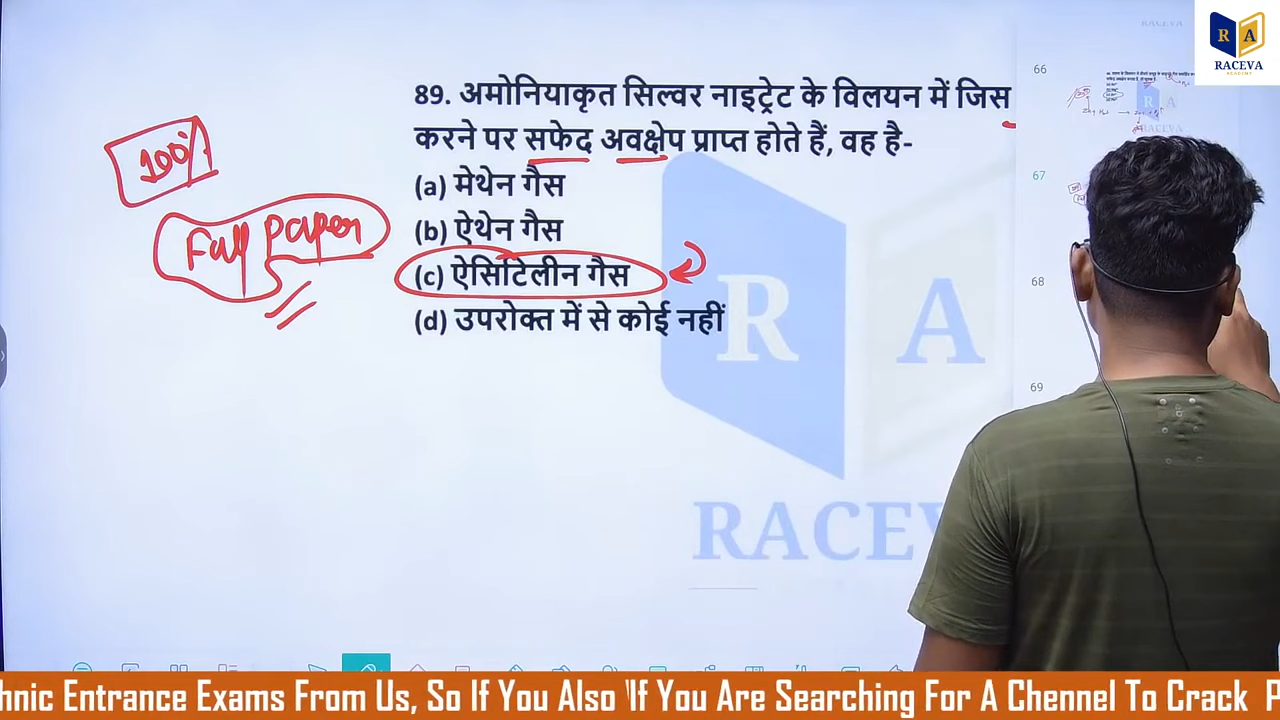 RACEVA
R A
RACEVA
ACADEMY
66
89. अमोनियाकृत सिल्वर नाइट्रेट के विलयन में जिस
करने पर सफेद अवक्षेप प्राप्त होते हैं, वह है-
100%
(a) मेथेन गैस
67
Full Paper
(b) ऐथेन गैस
(c) ऐसिटिलीन गैस
68
(d) उपरोक्त में से कोई नहीं
R A
69
RACEV
hnic Entrance Exams From Us, So If You Also 'If You Are Searching For A Chennel To Crack P